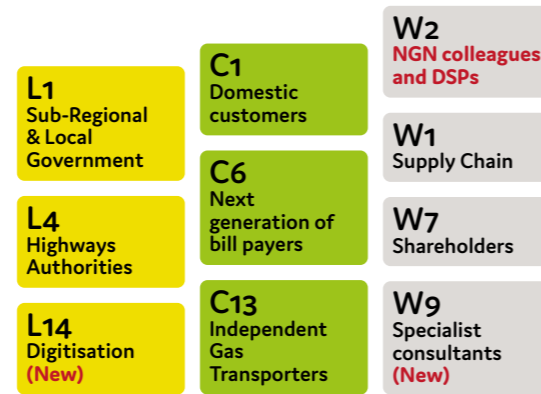 L1
Sub-Regional
& Local
Government
L4
Highways
Authorities
L14
Digitisation
(New)
C1
Domestic
customers
C6
Next
generation of
bill payers
C13
Independent
Gas
Transporters
W2
NGN colleagues
and DSPs
W1
Supply Chain
W7
Shareholders
W9
Specialist
consultants
(New)